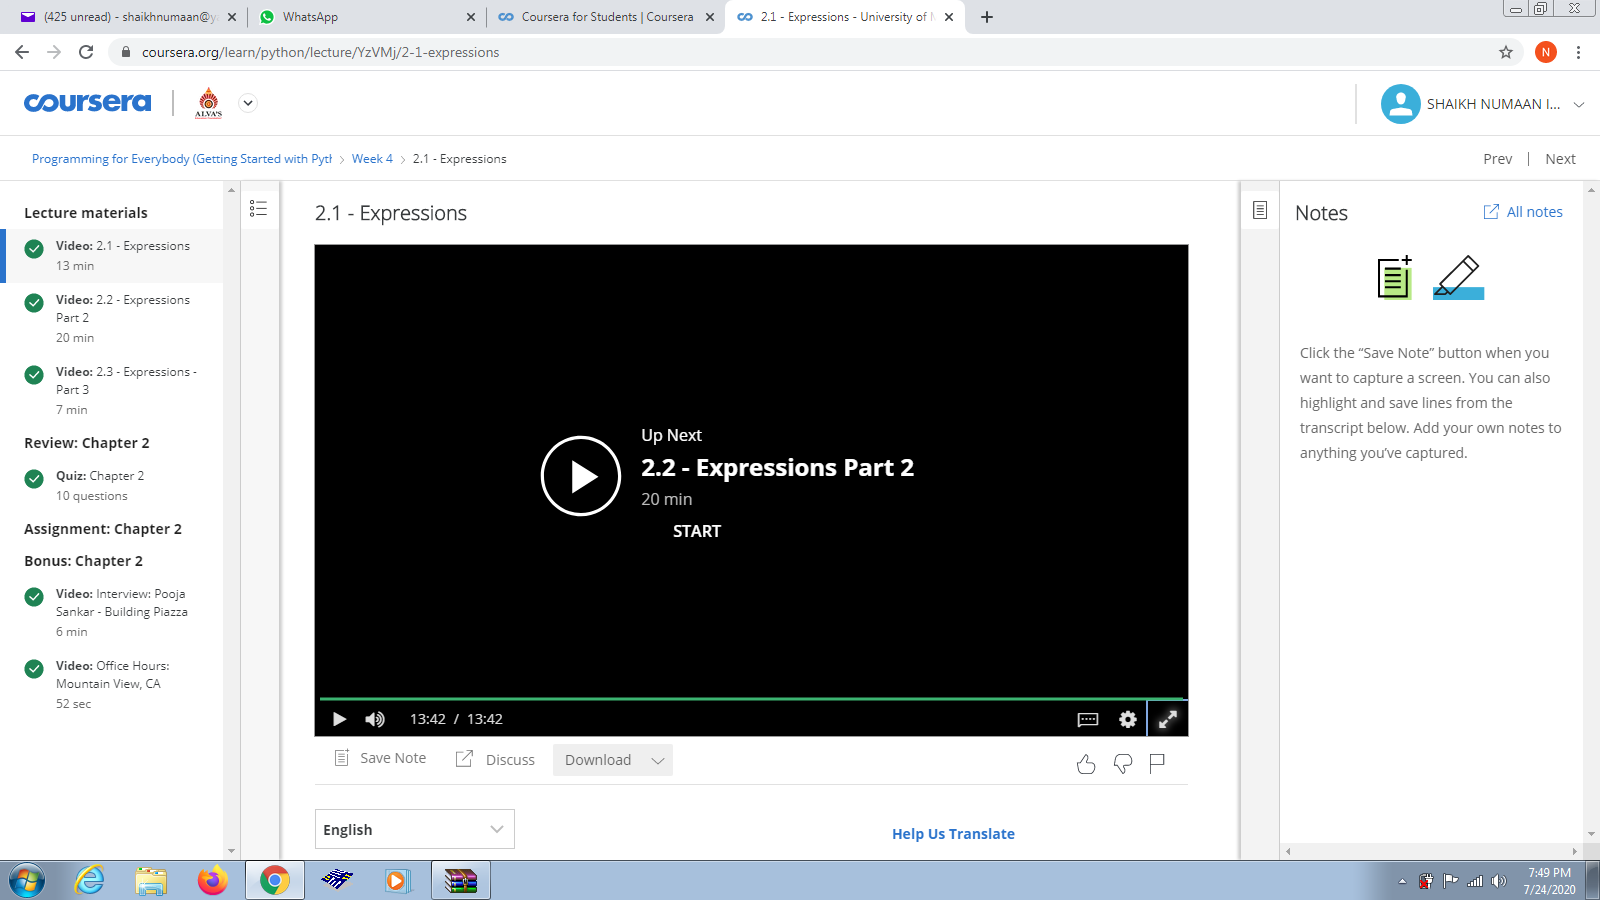 (425 unread) - shaikhnumaan@y
WhatsApp
Coursera for Students | Coursera
2.1 - Expressions - University of
coursera.org/learn/python/lecture/YzVMj/2-1-expressions
N
coursera
ALVA'S
SHAIKH NUMAAN I...
Programming for Everybody (Getting Started with Pyth
Week 4
2.1 - Expressions
Prev | Next
Lecture materials
Video: 2.1 - Expressions
13 min
Video: 2.2 - Expressions
Part 2
20 min
Video: 2.3 - Expressions -
Part 3
7 min
Review: Chapter 2
Quiz: Chapter 2
10 questions
Assignment: Chapter 2
Bonus: Chapter 2
Video: Interview: Pooja
Sankar - Building Piazza
6 min
Video: Office Hours:
Mountain View, CA
52 sec
2.1 - Expressions
Up Next
2.2 - Expressions Part 2
20 min
START
13:42 / 13:42
Save Note
Discuss
Download
English
Help Us Translate
Notes
All notes
Click the “Save Note” button when you
want to capture a screen. You can also
highlight and save lines from the
transcript below. Add your own notes to
anything you’ve captured.
7:49 PM
7/24/2020